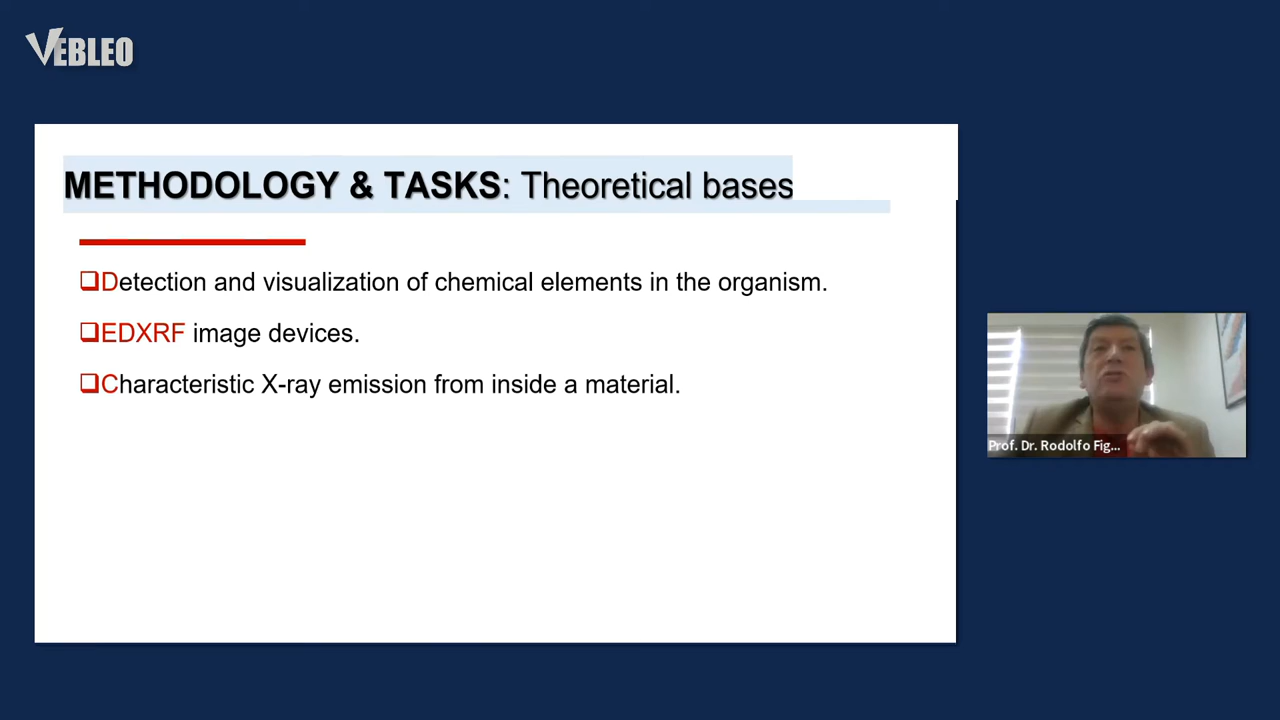 VEBLEO
METHODOLOGY & TASKS: Theoretical bases
❑Detection and visualization of chemical elements in the organism.
❑EDXRF image devices.
❑Characteristic X-ray emission from inside a material.
Prof. Dr. Rodolfo Fig...